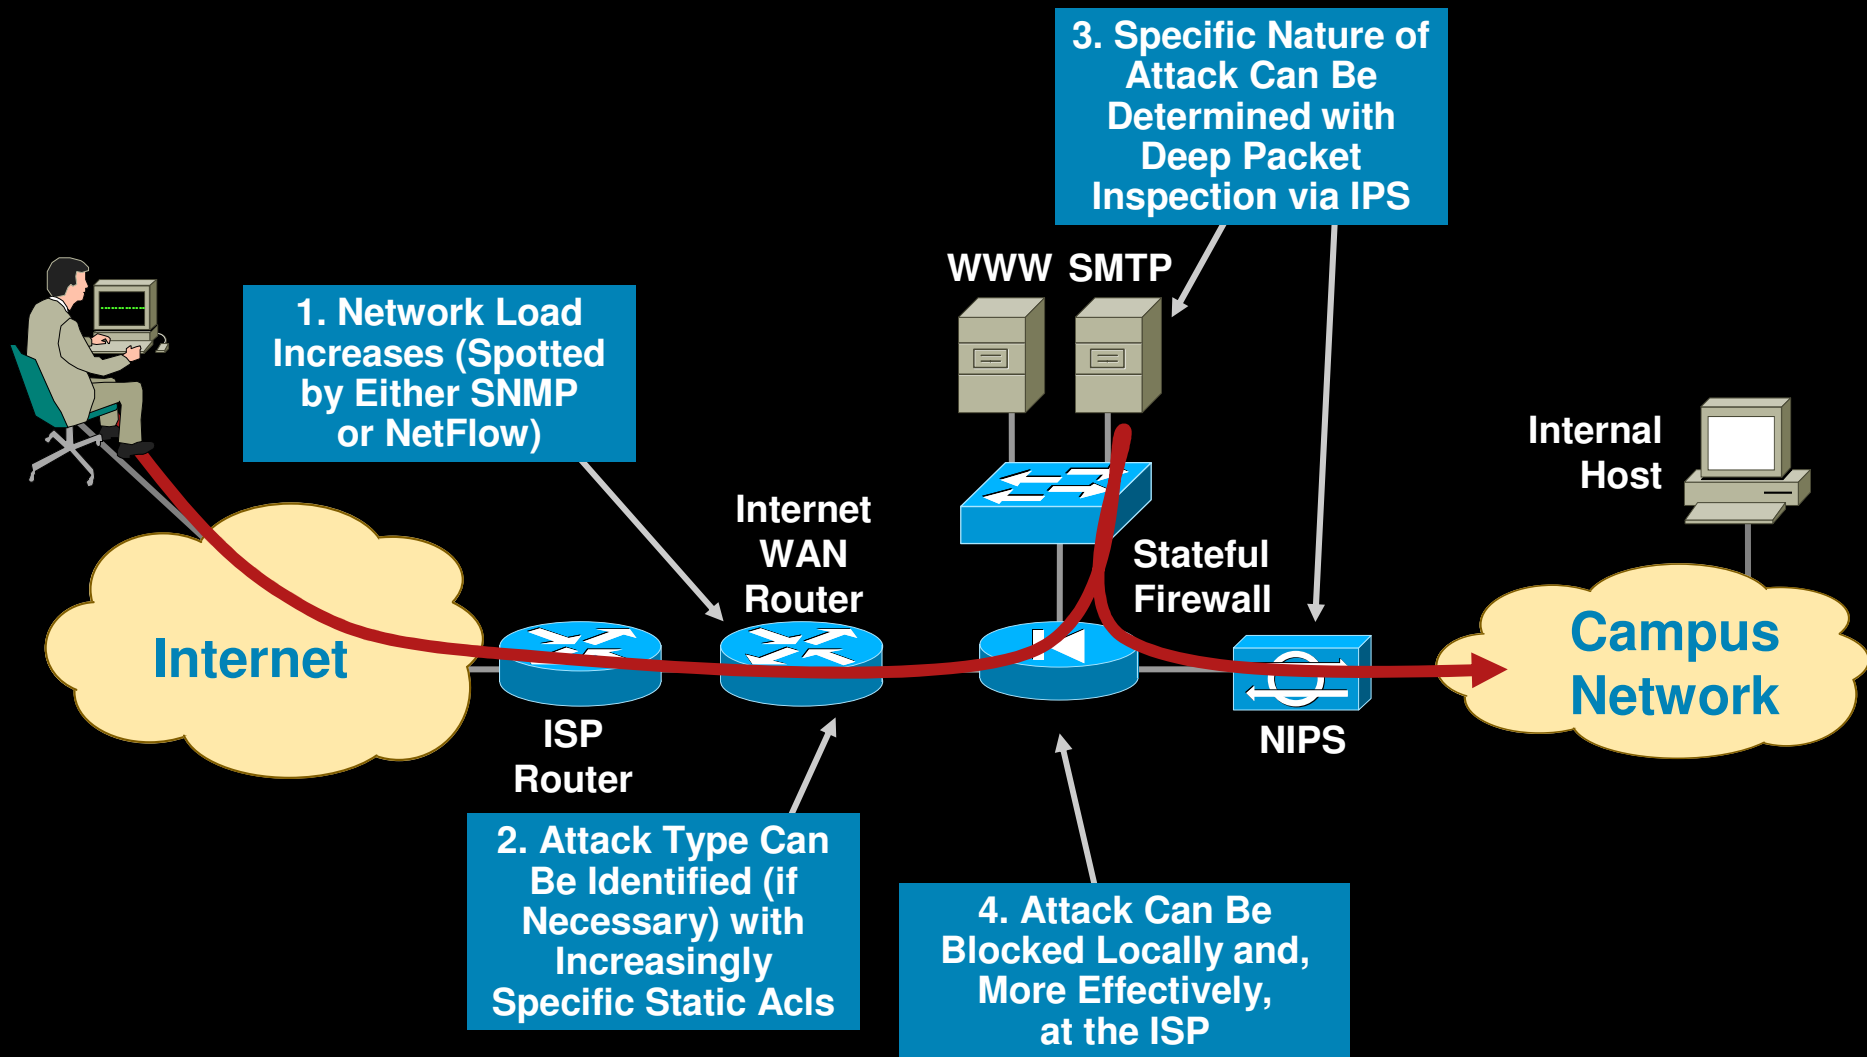 3. Specific Nature of
Attack Can Be
Determined with
Deep Packet
Inspection via IPS
WWW SMTP
1. Network Load
Increases (Spotted
by Either SNMP
or NetFlow)
Internal
Host
Internet
WAN
Router
Stateful
Firewall
Internet
Campus
Network
ISP
Router
NIPS
2. Attack Type Can
Be Identified (if
Necessary) with
Increasingly
Specific Static Acls
4. Attack Can Be
Blocked Locally and,
More Effectively,
at the ISP